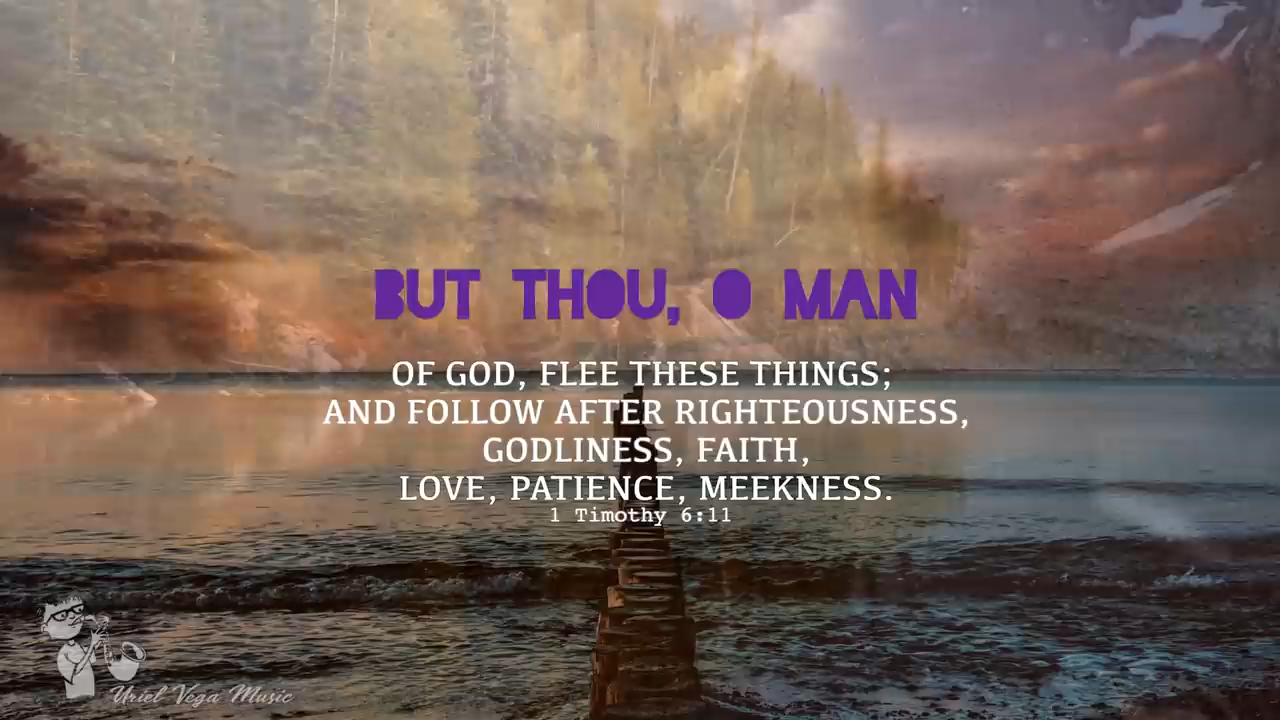 BUT THOU, O MAN
OF GOD, FLEE THESE THINGS;
AND FOLLOW AFTER RIGHTEOUSNESS,
GODLINESS, FAITH,
LOVE, PATIENCE, MEEKNESS.
1 Timothy 6:11
Uriel Vega Music